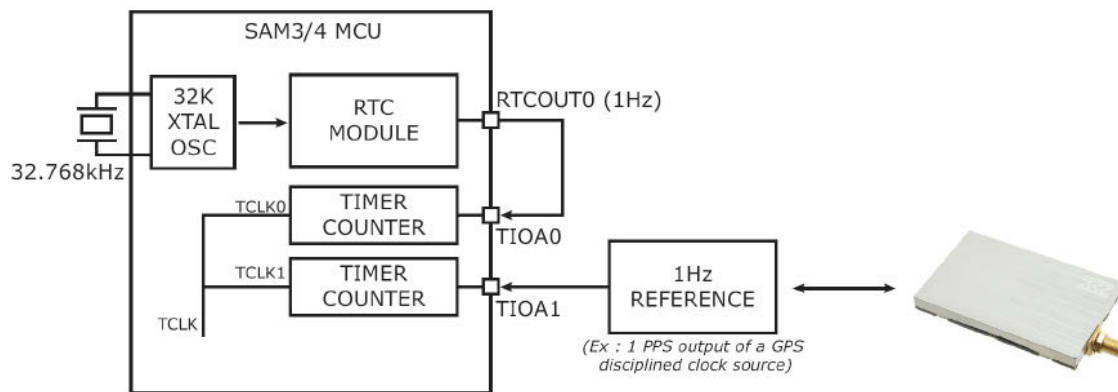 SAM3/4 MCU
32K
XTAL
OSC
RTC
MODULE
RTCOUT0 (1Hz)
32.768kHz
TCLK0
TIMER
COUNTER
TIOA0
TCLK1
TIMER
COUNTER
TIOA1
TCLK
1Hz
REFERENCE
(Ex : 1 PPS output of a GPS
disciplined clock source)